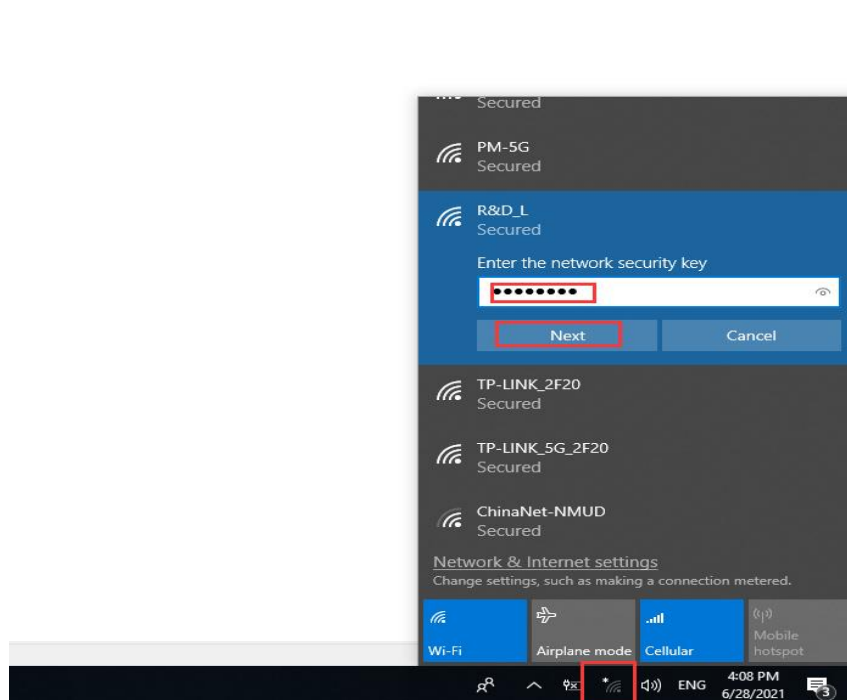 Secured
PM-5G
Secured
R&D_L
Secured
Enter the network security key
Next
Cancel
TP-LINK_2F20
Secured
TP-LINK_5G_2F20
Secured
ChinaNet-NMUD
Secured
Network & Internet settings
Change settings, such as making a connection metered.
Wi-Fi
Airplane mode
Cellular
Mobile
hotspot
ENG
4:08 PM
6/28/2021
3